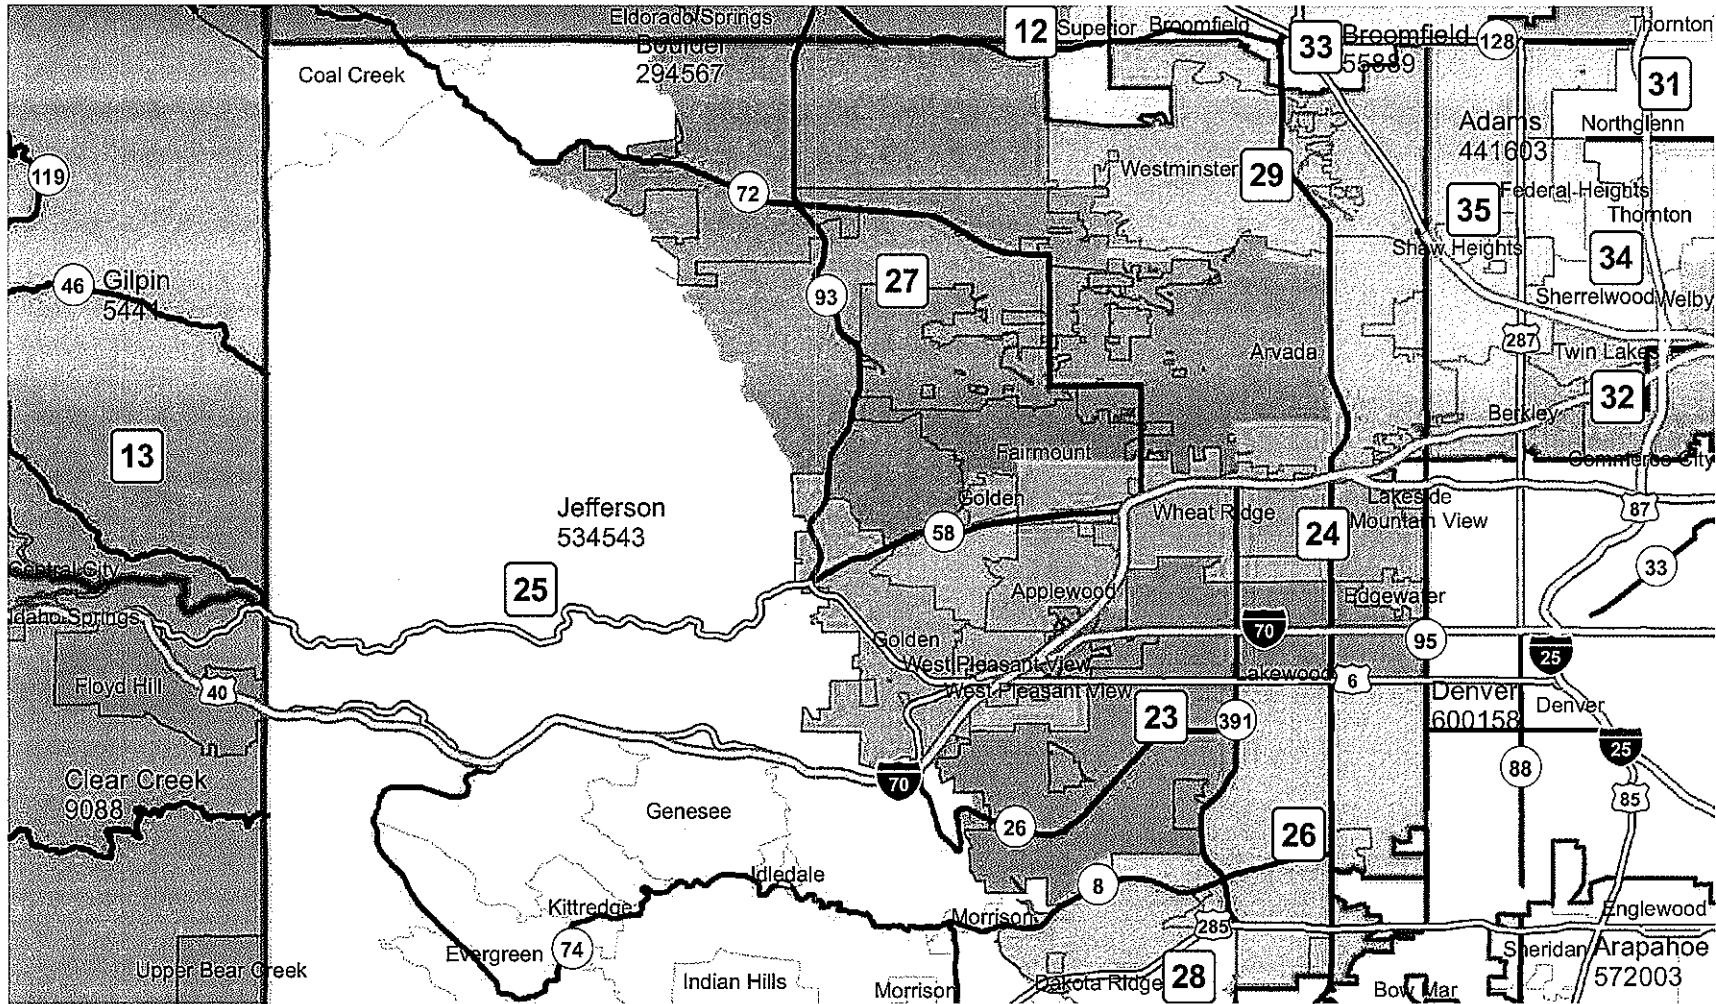 Eldorado Springs
12
Superior
Broomfield
33
Broomfield
55889
128
Thornton
Boulder
294567
Coal Creek
31
Adams
441603
Northglenn
119
72
Westminster
29
35
Federal Heights
Thornton
Shaw Heights
34
46
Gilpin
5441
93
27
Sherrelwood
Welby
287
Arvada
Twin Lakes
32
Berkley
13
Fairmount
Commerce City
Jefferson
534543
Golden
Wheat Ridge
Lakeside
Mountain View
87
58
24
33
Central City
25
Applewood
Edgewater
Idaho Springs
Golden
70
95
25
West Pleasant View
Lakewood
6
Floyd Hill
40
West Pleasant View
Denver
600158
Denver
23
391
25
88
Clear Creek
9088
70
85
Genesee
26
26
Idledale
8
Kittredge
Morrison
Englewood
285
Evergreen
74
Sheridan
Arapahoe
572003
Upper Bear Creek
Indian Hills
Morrison
Dakota Ridge
28
Bow Mar